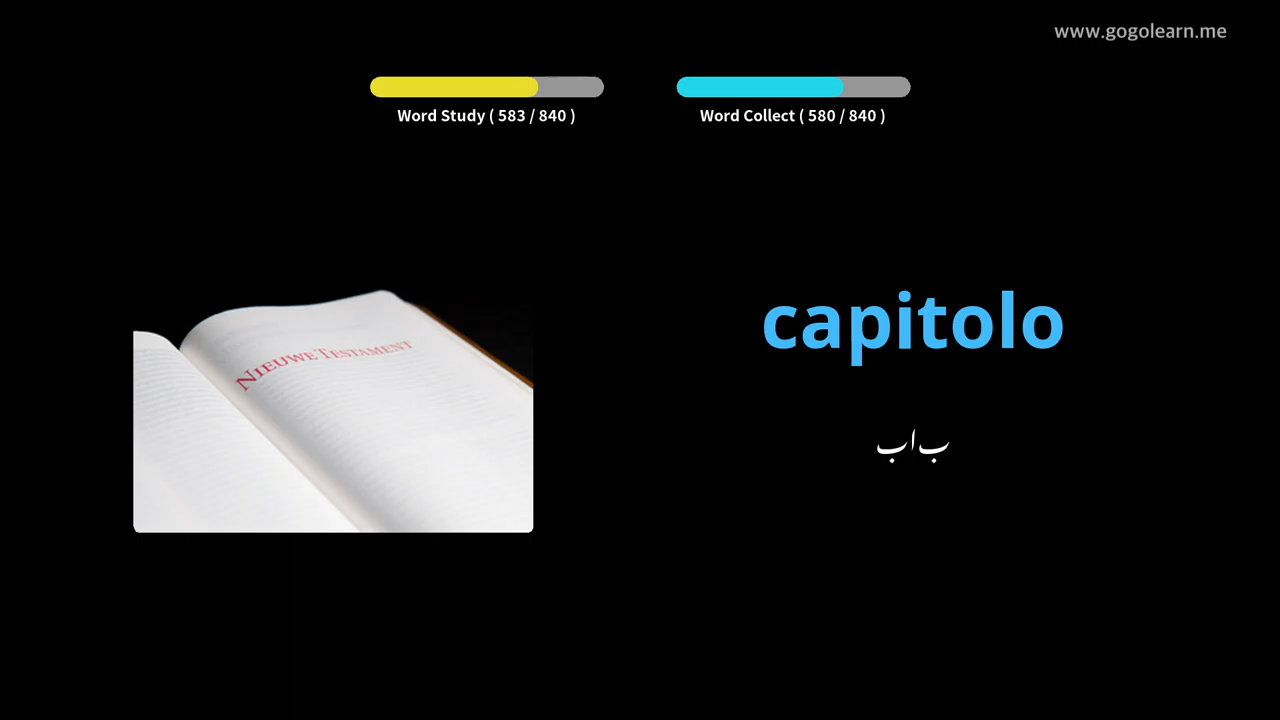 www.gogolearn.me
Word Study ( 583 / 840 )
Word Collect ( 580 / 840 )
NIEUWE TESTAMENT
capitolo
باب